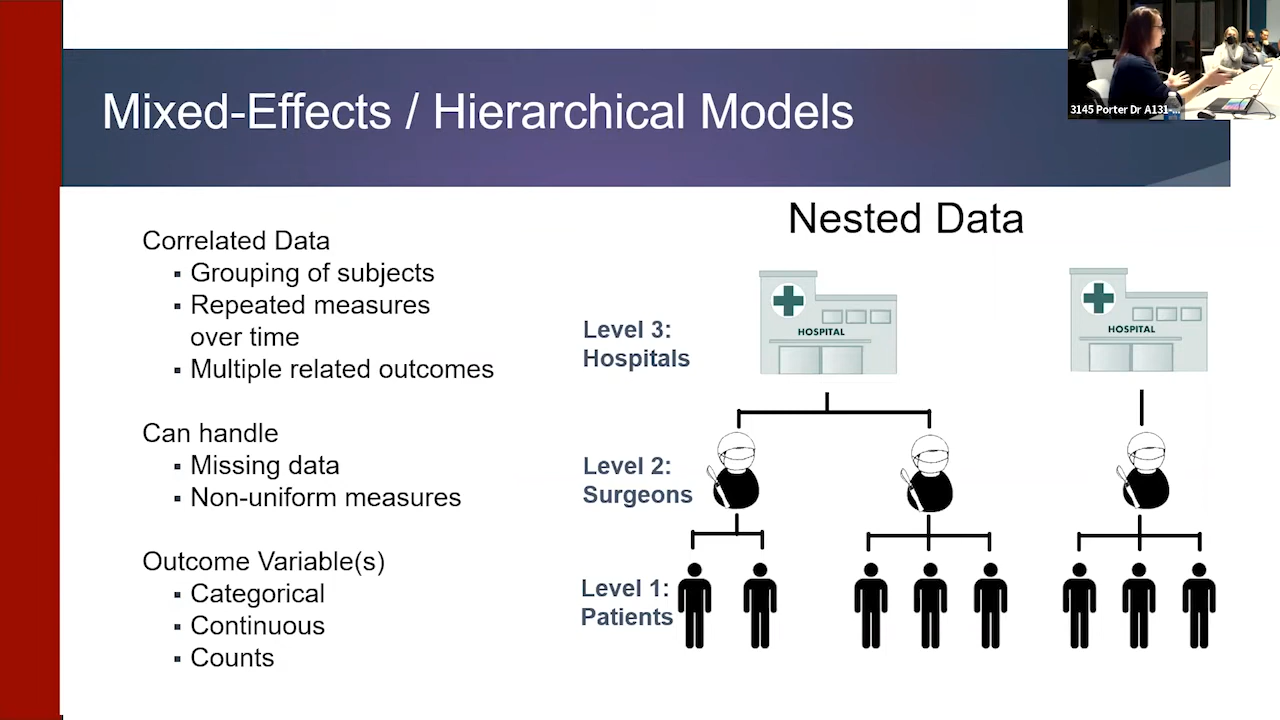 Mixed-Effects / Hierarchical Models
3145 Porter Dr A131-...
Nested Data
Correlated Data
▪ Grouping of subjects
▪ Repeated measures
over time
▪ Multiple related outcomes
Can handle
▪ Missing data
▪ Non-uniform measures
Outcome Variable(s)
▪ Categorical
▪ Continuous
▪ Counts
Level 3:
Hospitals
HOSPITAL
HOSPITAL
Level 2:
Surgeons
Level 1:
Patients